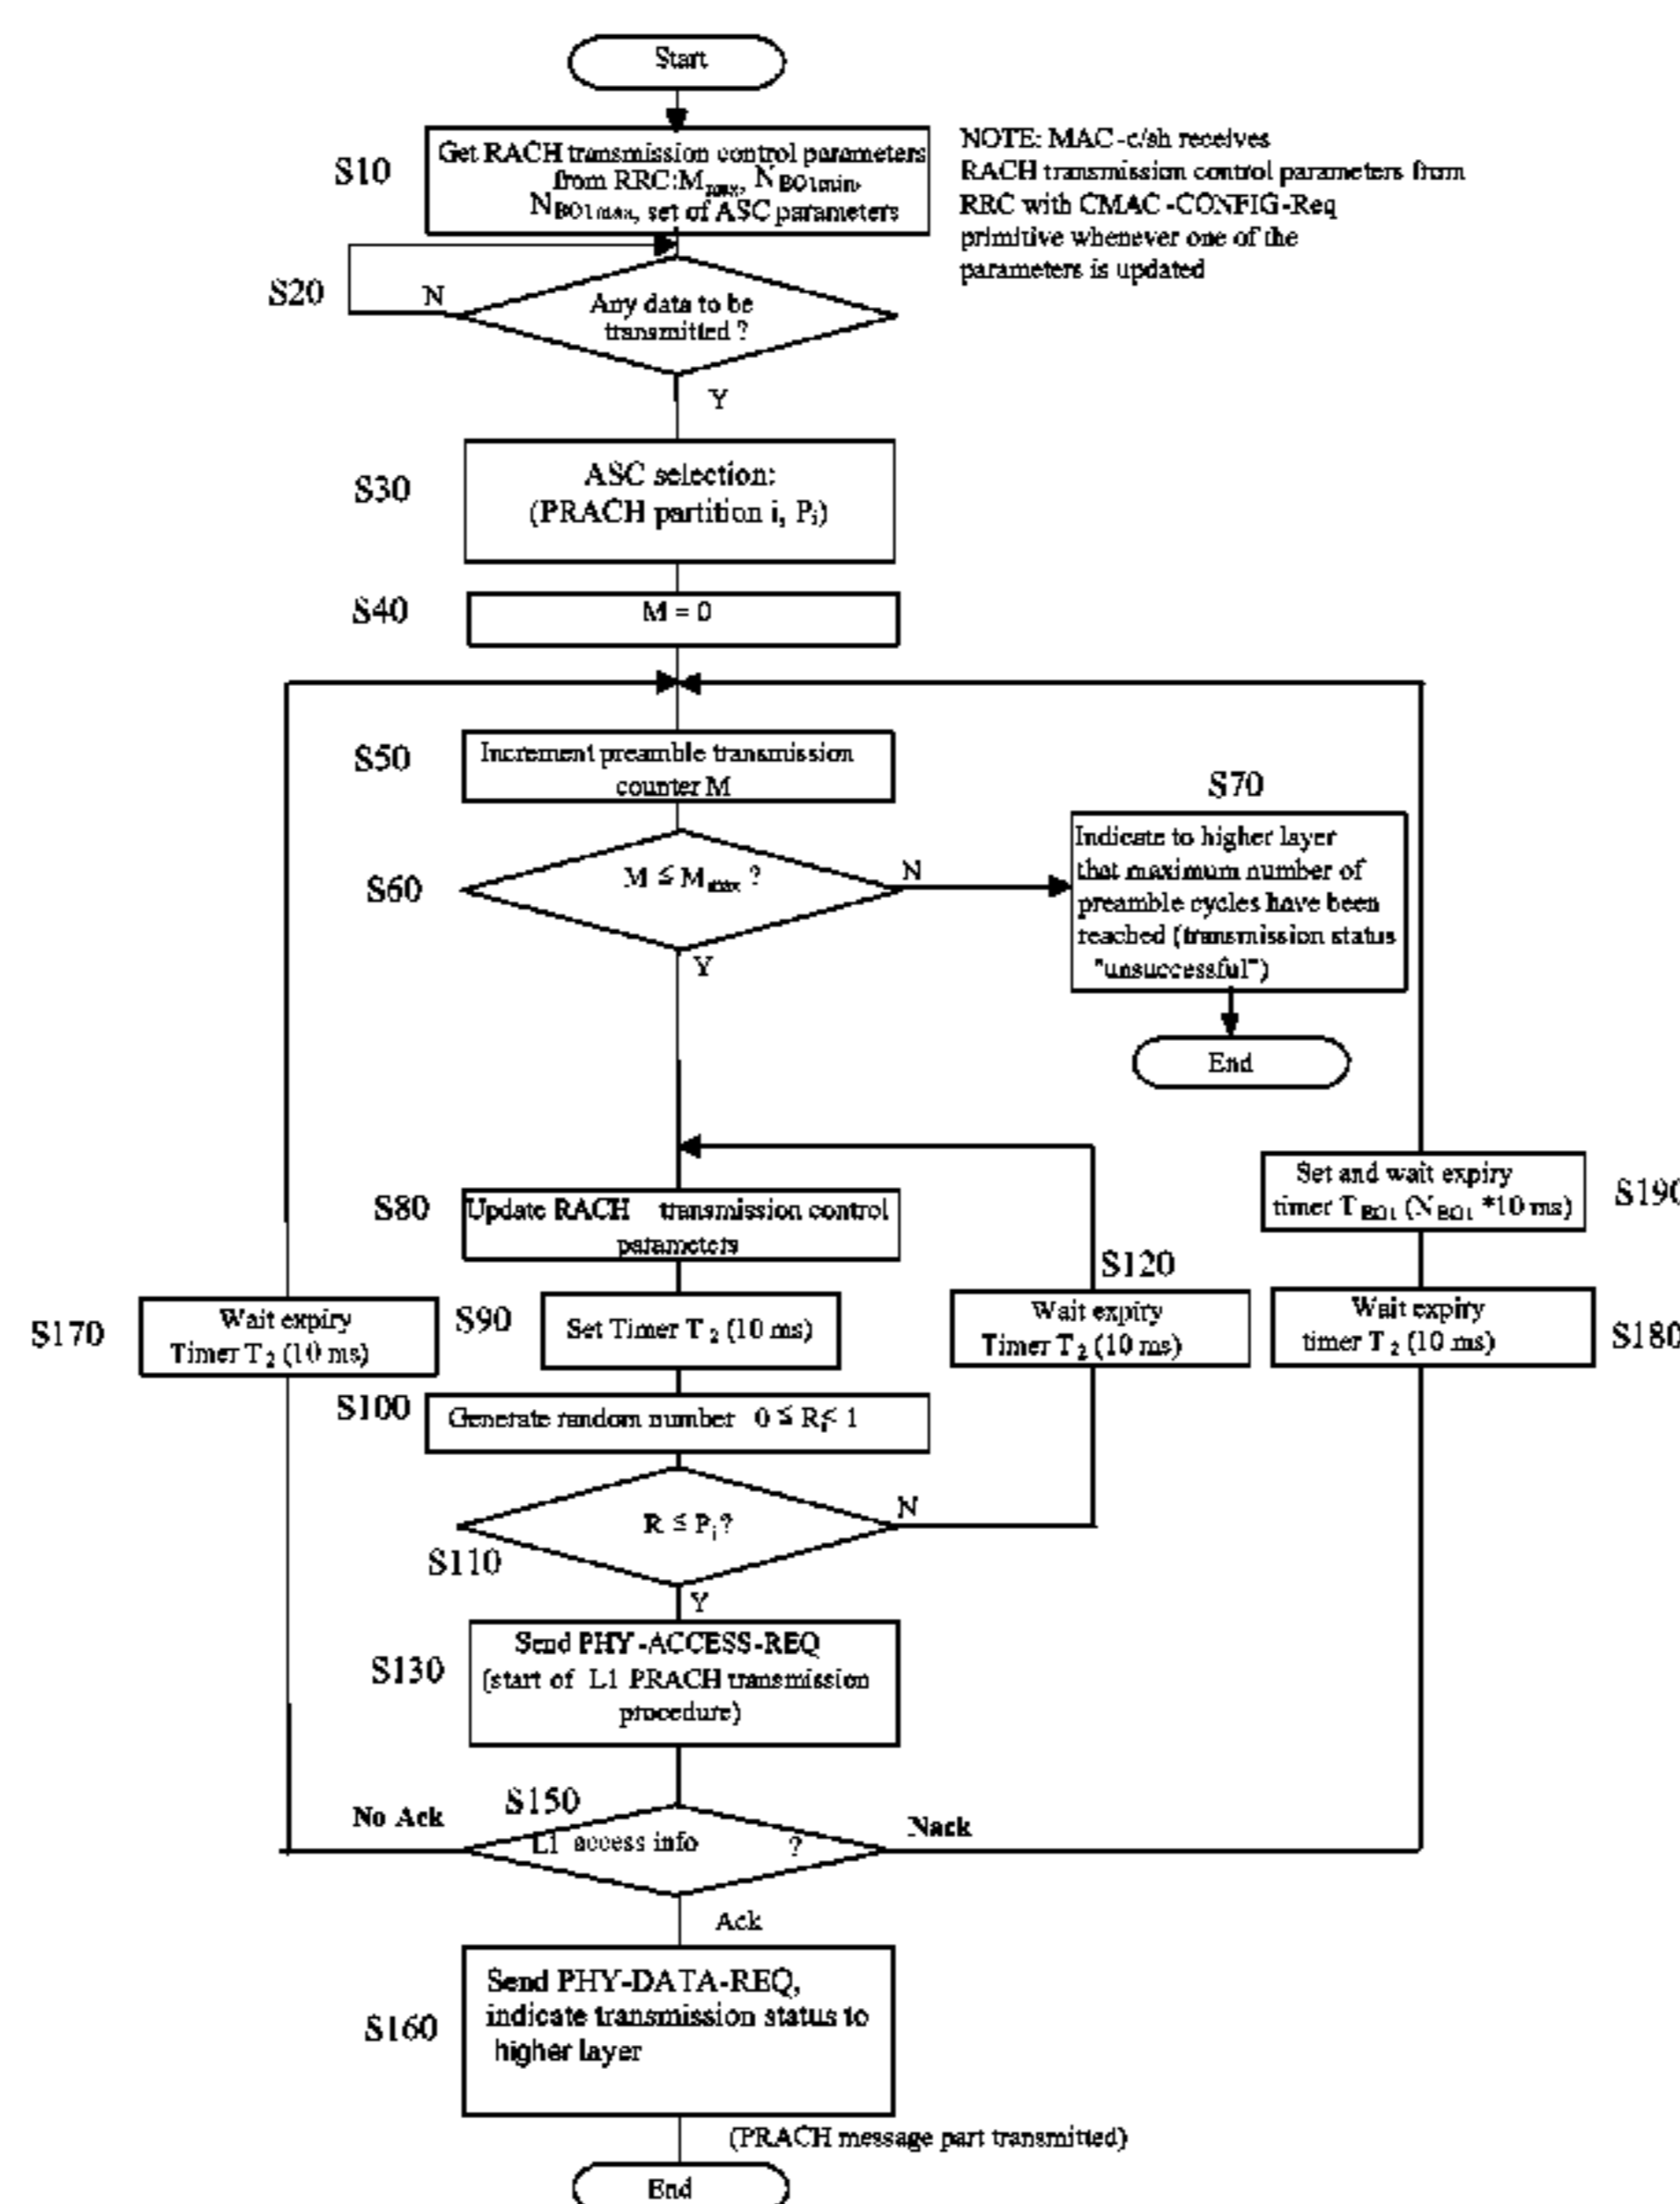 Start
S10
Get RACH transmission control parameters
from RRC:Mmax, NBO1min,
NBO1max, set of ASC parameters
NOTE: MAC-c/sh receives
RACH transmission control parameters from
RRC with CMAC-CONFIG-Req
primitive whenever one of the
parameters is updated
S20
N
Any data to be
transmitted ?
Y
S30
ASC selection:
(PRACH partition i, Pi)
S40
M = 0
S50
Increment preamble transmission
counter M
S60
M ≤ Mmax ?
N
Y
S70
Indicate to higher layer
that maximum number of
preamble cycles have been
reached (transmission status
"unsuccessful")
End
S80
Update RACH transmission control
parameters
S190
Set and wait expiry
timer TBO1 (NBO1 *10 ms)
S170
Wait expiry
Timer T2 (10 ms)
S90
Set Timer T2 (10 ms)
S120
Wait expiry
Timer T2 (10 ms)
Wait expiry
timer T2 (10 ms)
S180
S100
Generate random number 0 ≤ Ri< 1
S110
R ≤ Pi?
N
Y
S130
Send PHY-ACCESS-REQ
(start of L1 PRACH transmission
procedure)
S150
No Ack
L1 access info ?
Nack
Ack
S160
Send PHY-DATA-REQ,
indicate transmission status to
higher layer
(PRACH message part transmitted)
End